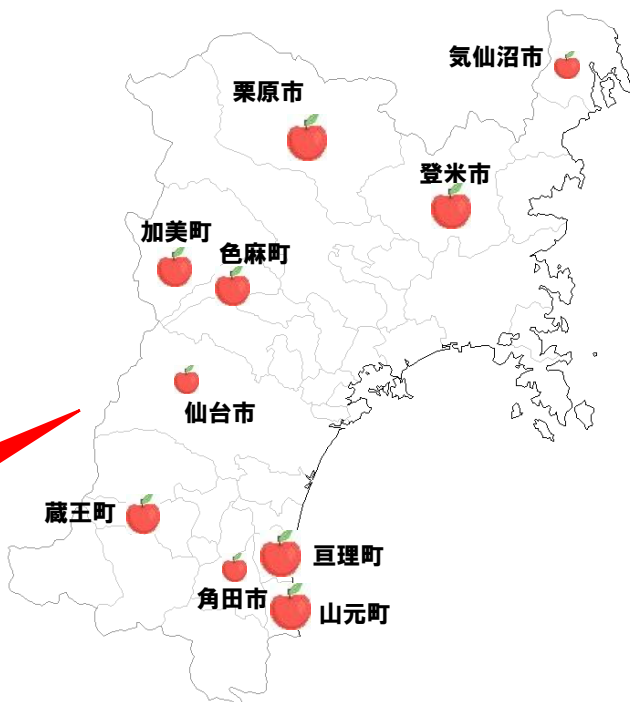 気仙沼市
栗原市
登米市
加美町
色麻町
仙台市
蔵王町
亘理町
角田市
山元町